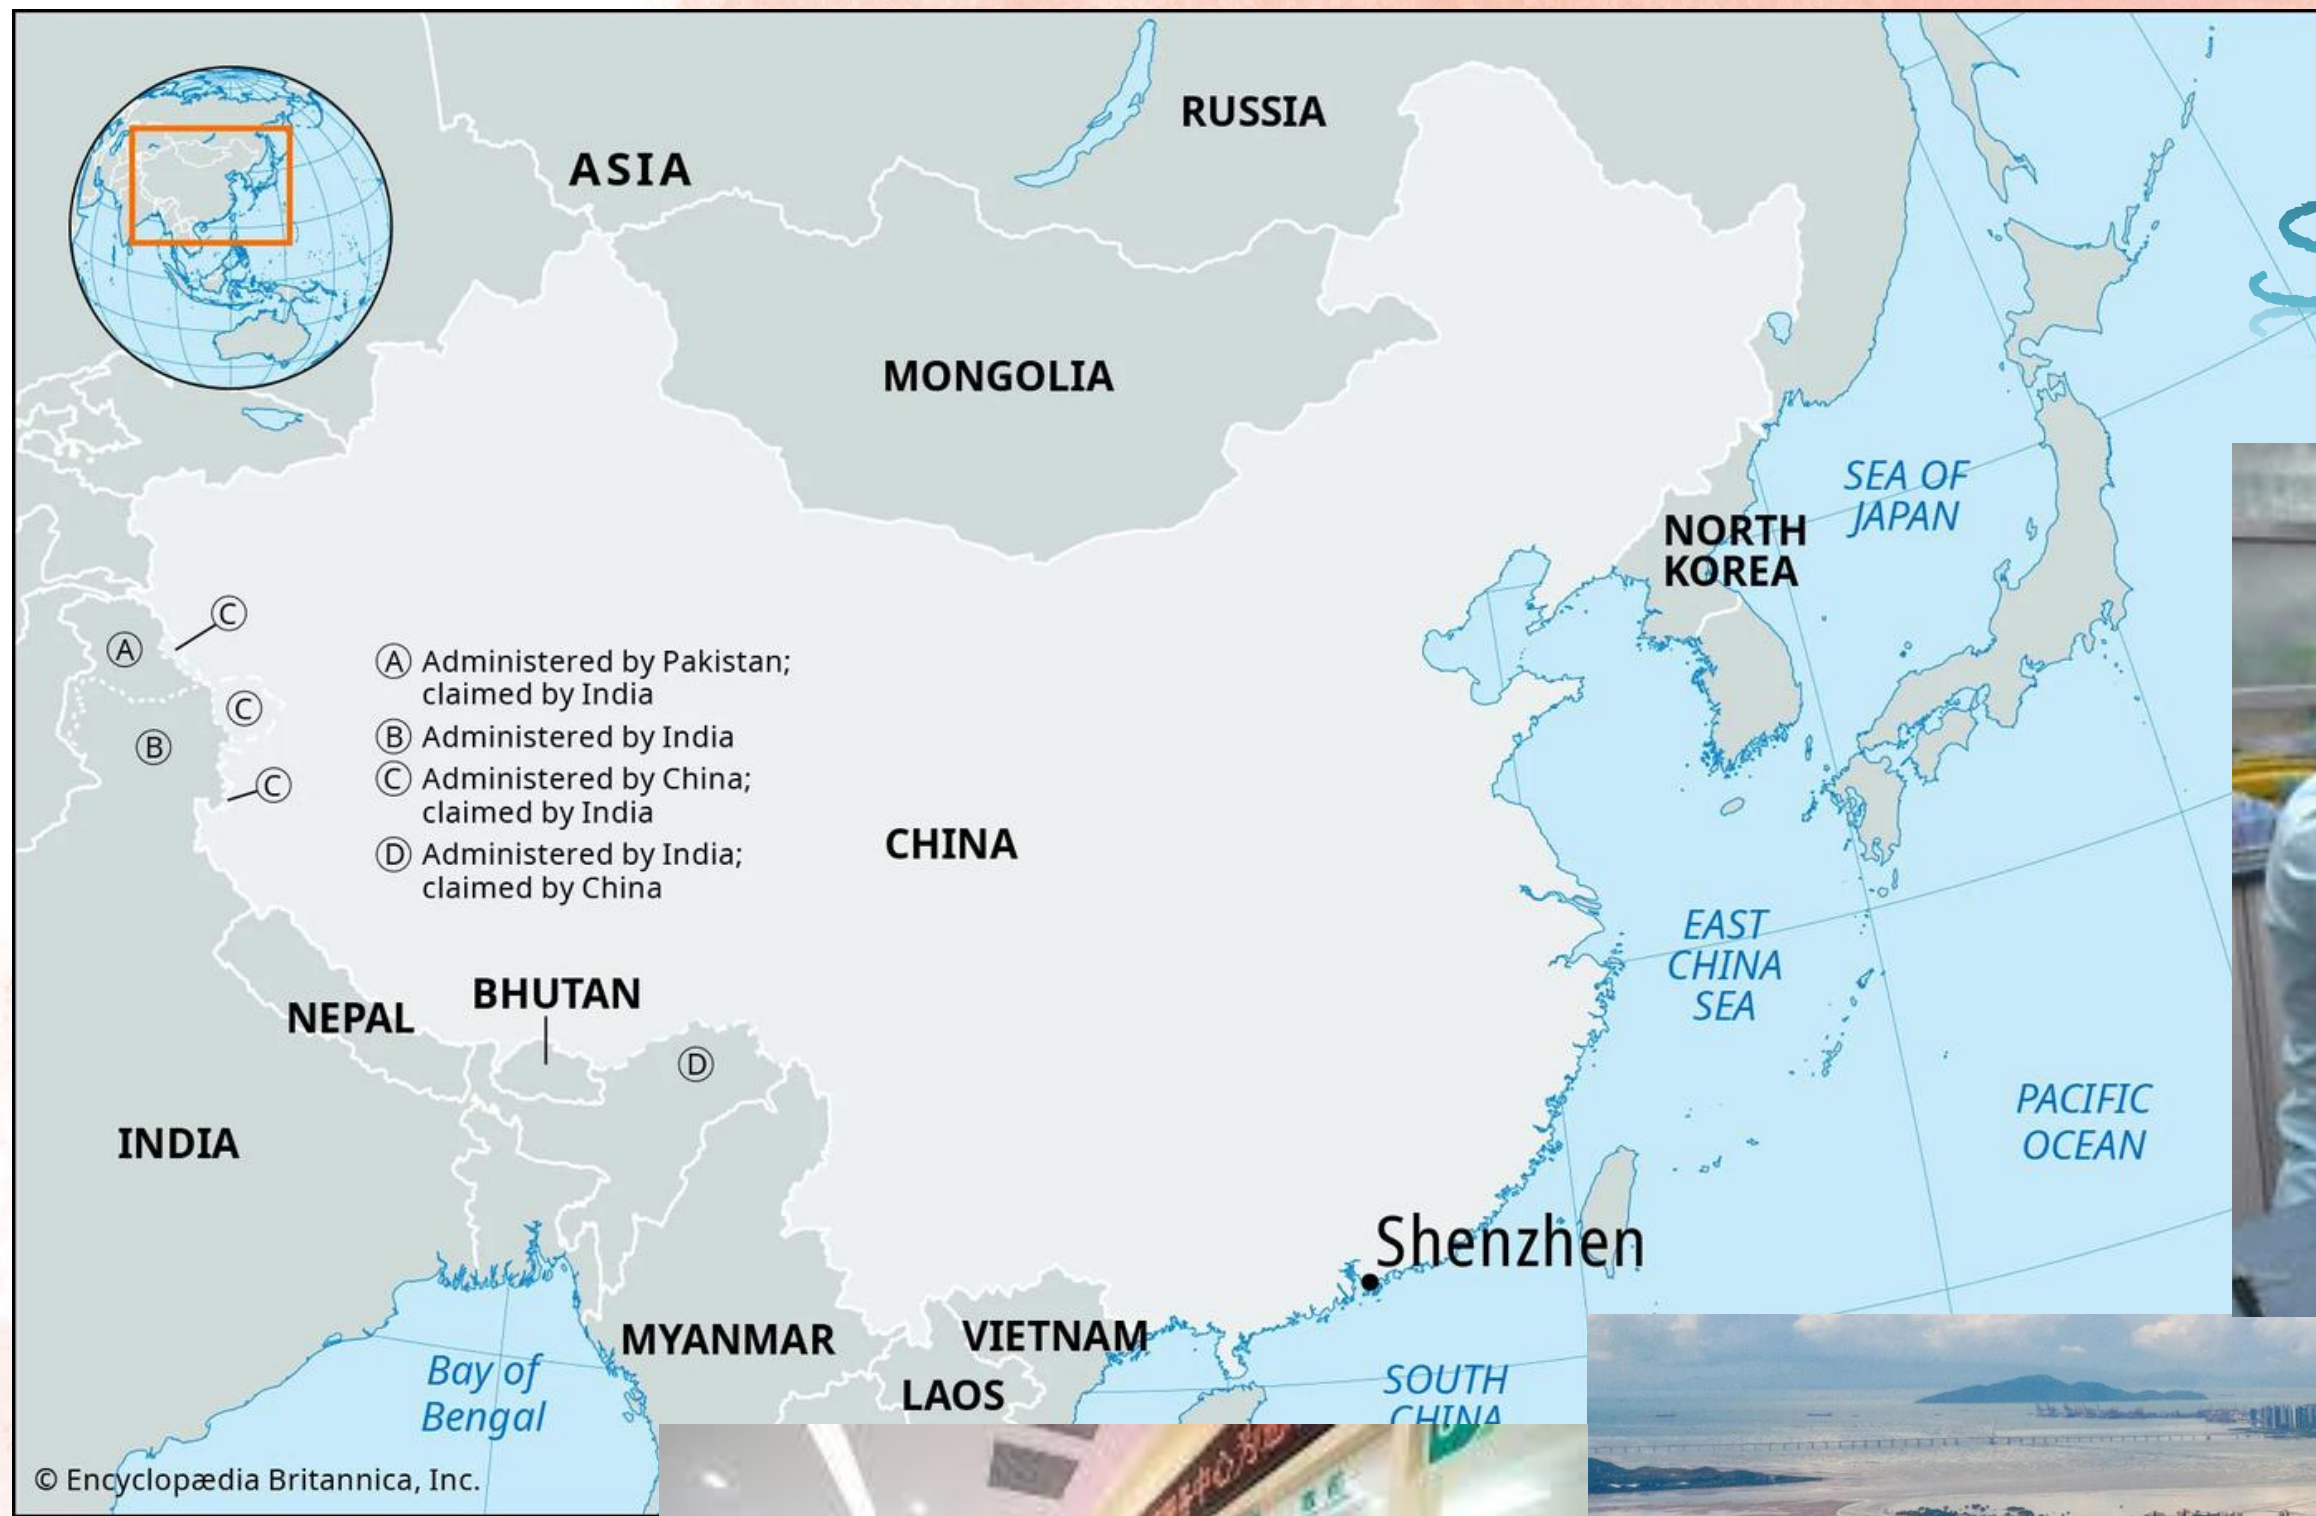 RUSSIA
ASIA
MONGOLIA
SEA OF
JAPAN
NORTH
KOREA
Ⓒ
Ⓐ
Ⓒ
Ⓑ
Ⓒ
Ⓐ Administered by Pakistan;
claimed by India
Ⓑ Administered by India
Ⓒ Administered by China;
claimed by India
Ⓓ Administered by India;
claimed by China
CHINA
EAST
CHINA
SEA
BHUTAN
NEPAL
Ⓓ
PACIFIC
OCEAN
INDIA
Shenzhen
MYANMAR
VIETNAM
LAOS
Bay of
Bengal
SOUTH
CHINA
© Encyclopædia Britannica, Inc.